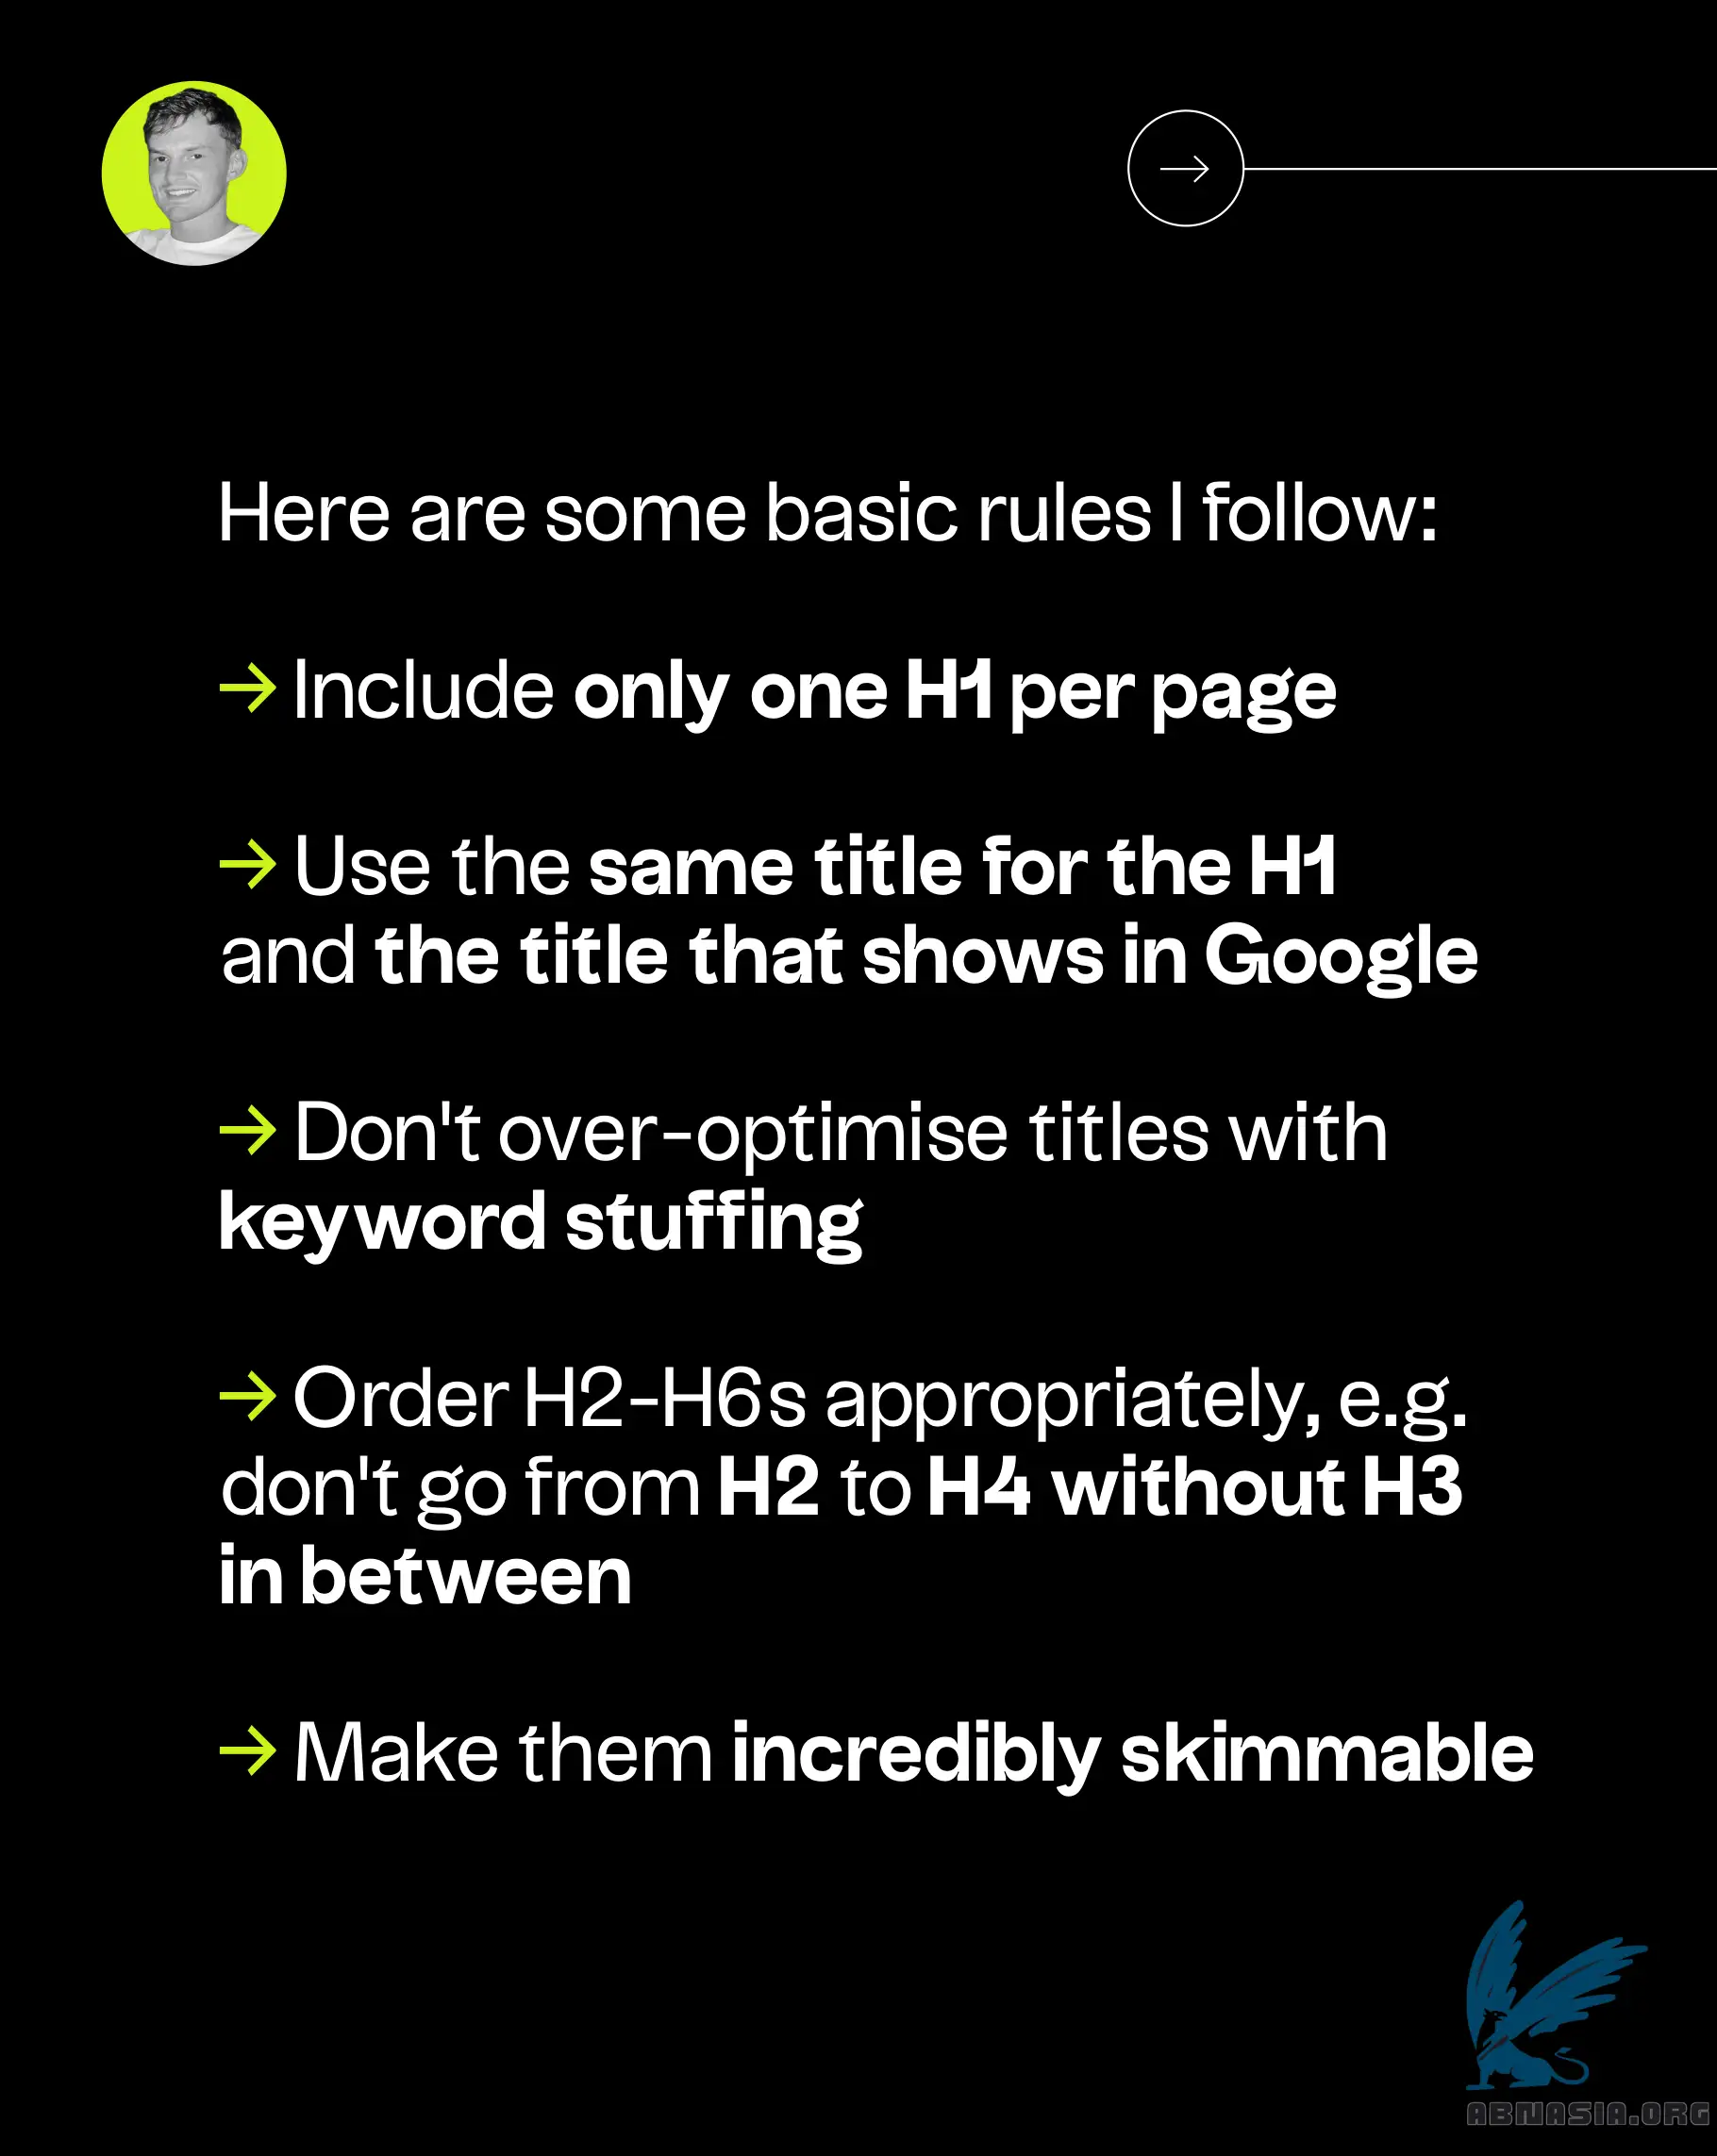 Here are some basic rules I follow:
→ Include only one H1 per page
→ Use the same title for the H1
and the title that shows in Google
→ Don't over-optimise titles with
keyword stuffing
→ Order H2-H6s appropriately, e.g.
don't go from H2 to H4 without H3
in between
→ Make them incredibly skimmable
ABNASIA.ORG